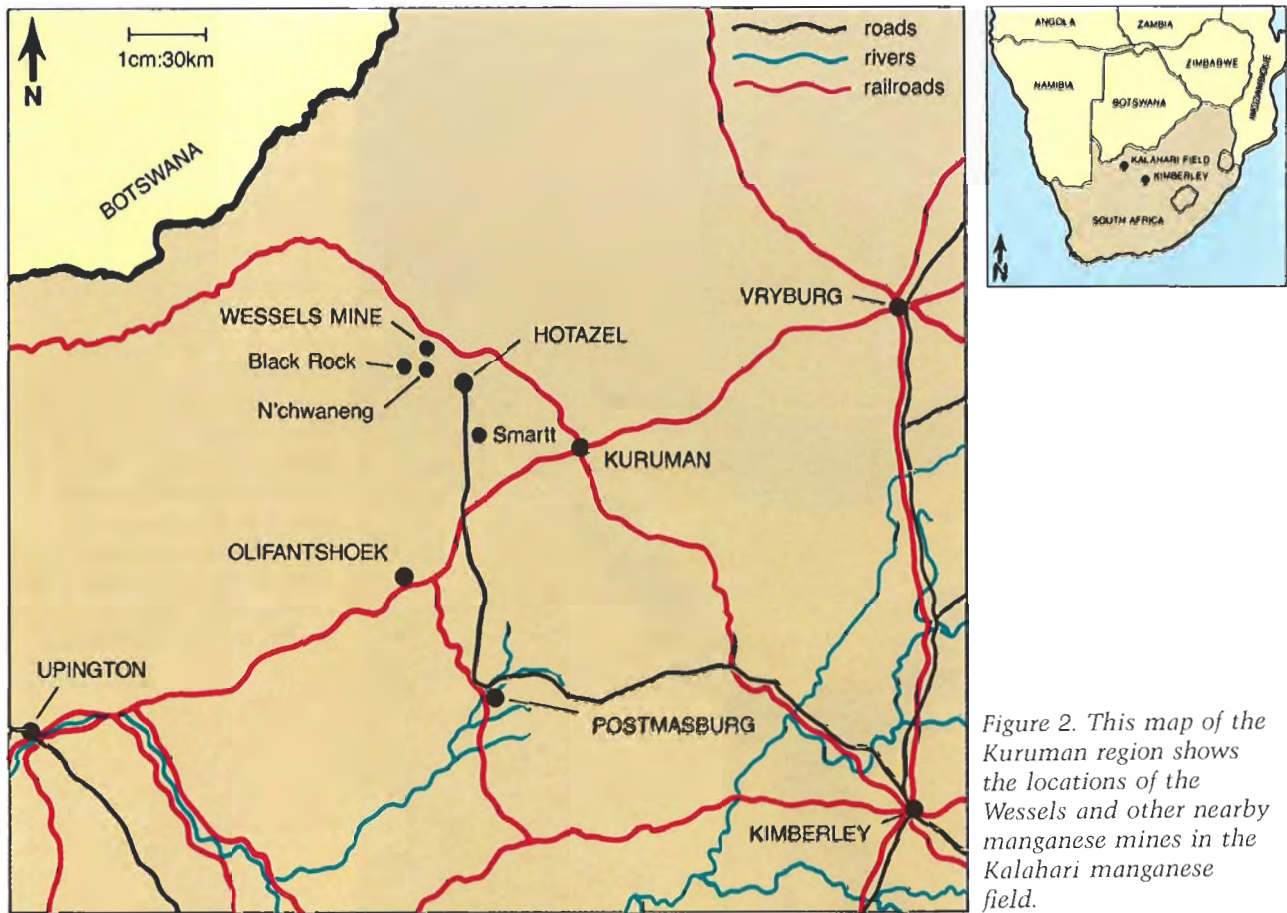 N
1cm:30km
roads
rivers
railroads
BOTSWANA
WESSELS MINE
Black Rock
N'chwaneng
HOTAZEL
Smartt
VRYBURG
KURUMAN
OLIFANTSHOEK
UPINGTON
POSTMASBURG
KIMBERLEY
ANGOLA
ZAMBIA
ZIMBABWE
NAMIBIA
BOTSWANA
MOZAMBIQUE
KALAHARI FIELD
KIMBERLEY
SOUTH AFRICA
N
Figure 2. This map of the
Kuruman region shows
the locations of the
Wessels and other nearby
manganese mines in the
Kalahari manganese
field.